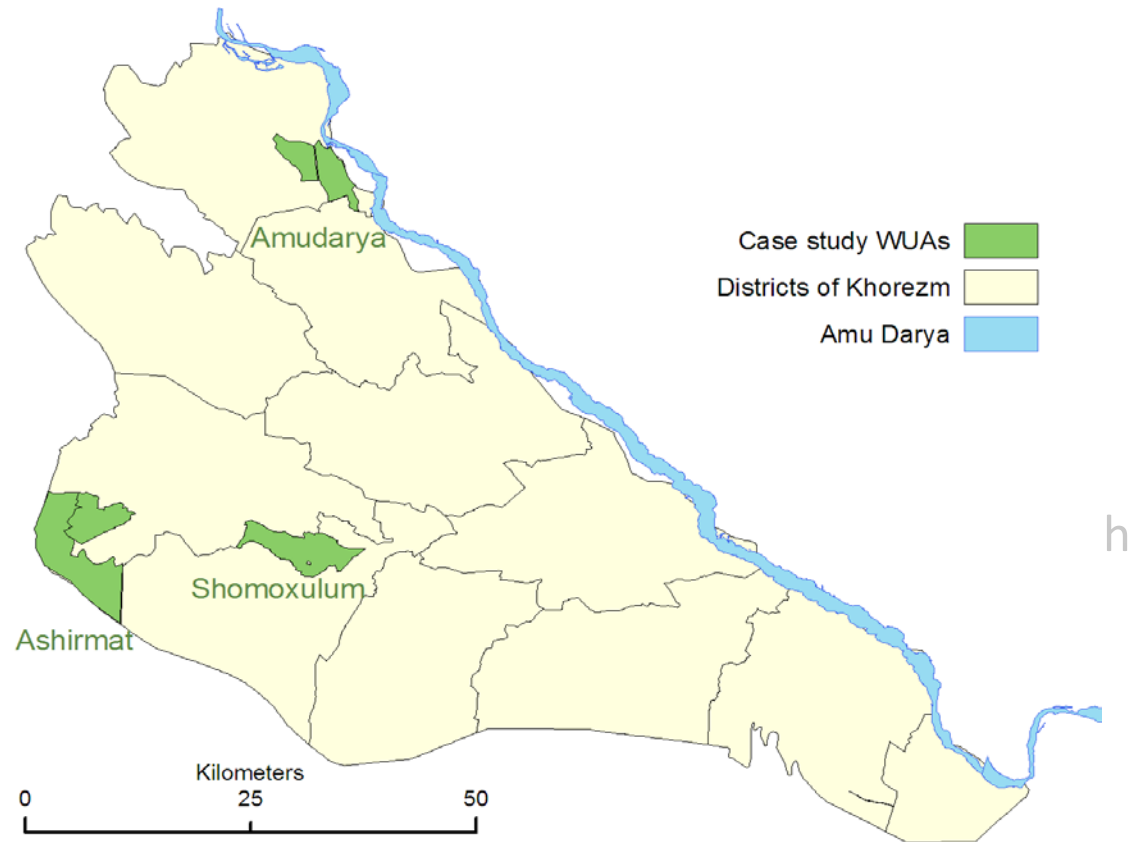 Amudarya
Case study WUAs
Districts of Khorezm
Amu Darya
h
Shomoxulum
Ashirmat
Kilometers
0 25 50